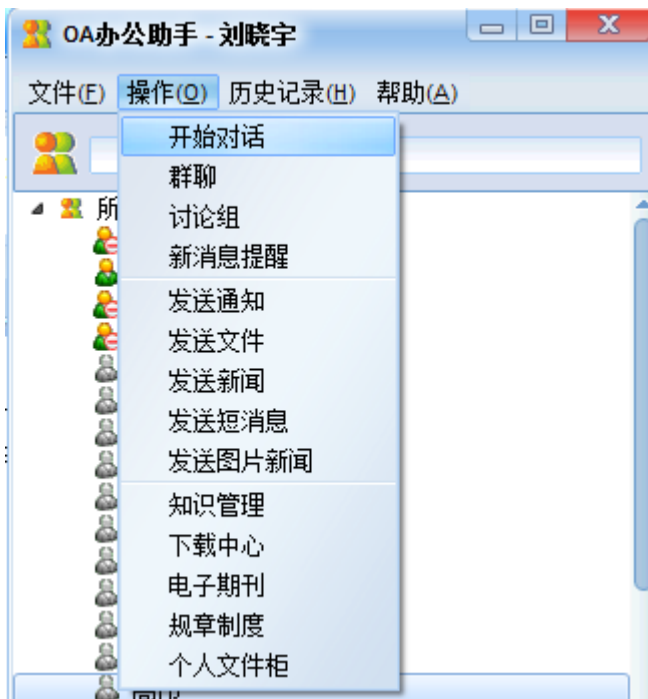 OA办公助手 - 刘晓宇
文件(F) 操作(O) 历史记录(H) 帮助(A)
开始对话
群聊
所
讨论组
新消息提醒
发送通知
发送文件
发送新闻
发送短消息
发送图片新闻
知识管理
下载中心
电子期刊
规章制度
个人文件柜